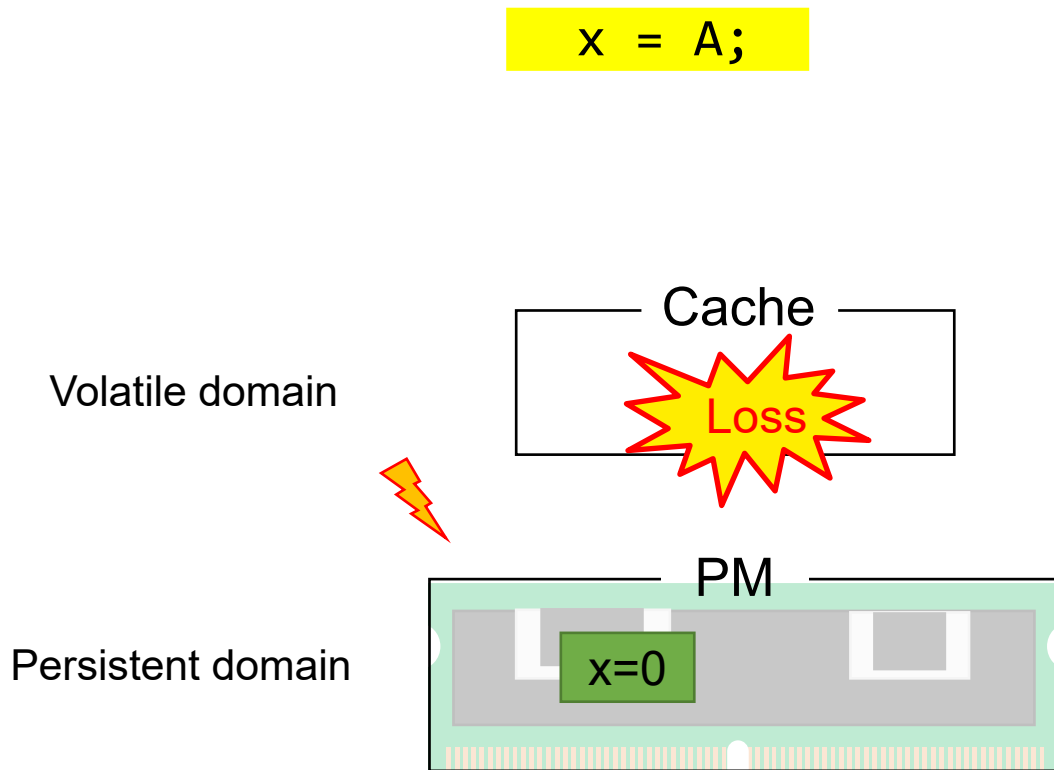 x = A;
Cache
Volatile domain
Loss
PM
Persistent domain
x=0